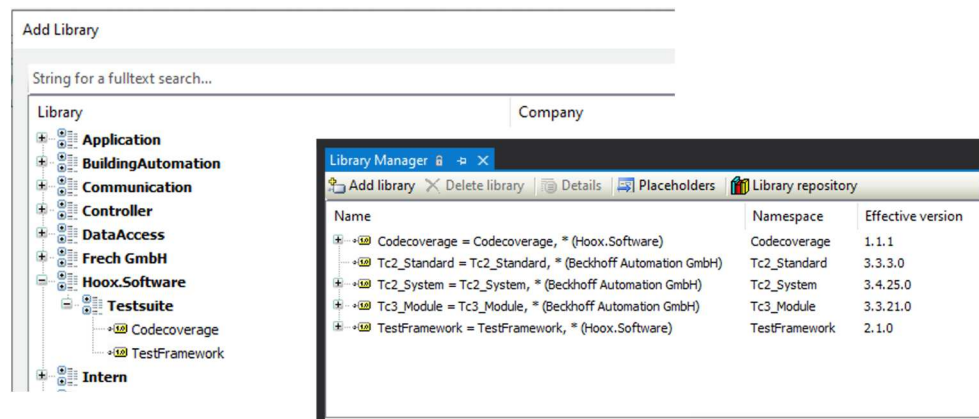 Add Library
String for a fulltext search...
Library Company
Application
BuildingAutomation
Communication
Controller
DataAccess
Frech GmbH
Hoox.Software
Testsuite
Codecoverage
TestFramework
Intern
Library Manager
Add library Delete library Details Placeholders Library repository
Name Namespace Effective version
Codecoverage = Codecoverage, * (Hoox.Software) Codecoverage 1.1.1
Tc2_Standard = Tc2_Standard, * (Beckhoff Automation GmbH) Tc2_Standard 3.3.3.0
Tc2_System = Tc2_System, * (Beckhoff Automation GmbH) Tc2_System 3.4.25.0
Tc3_Module = Tc3_Module, * (Beckhoff Automation GmbH) Tc3_Module 3.3.21.0
TestFramework = TestFramework, * (Hoox.Software) TestFramework 2.1.0